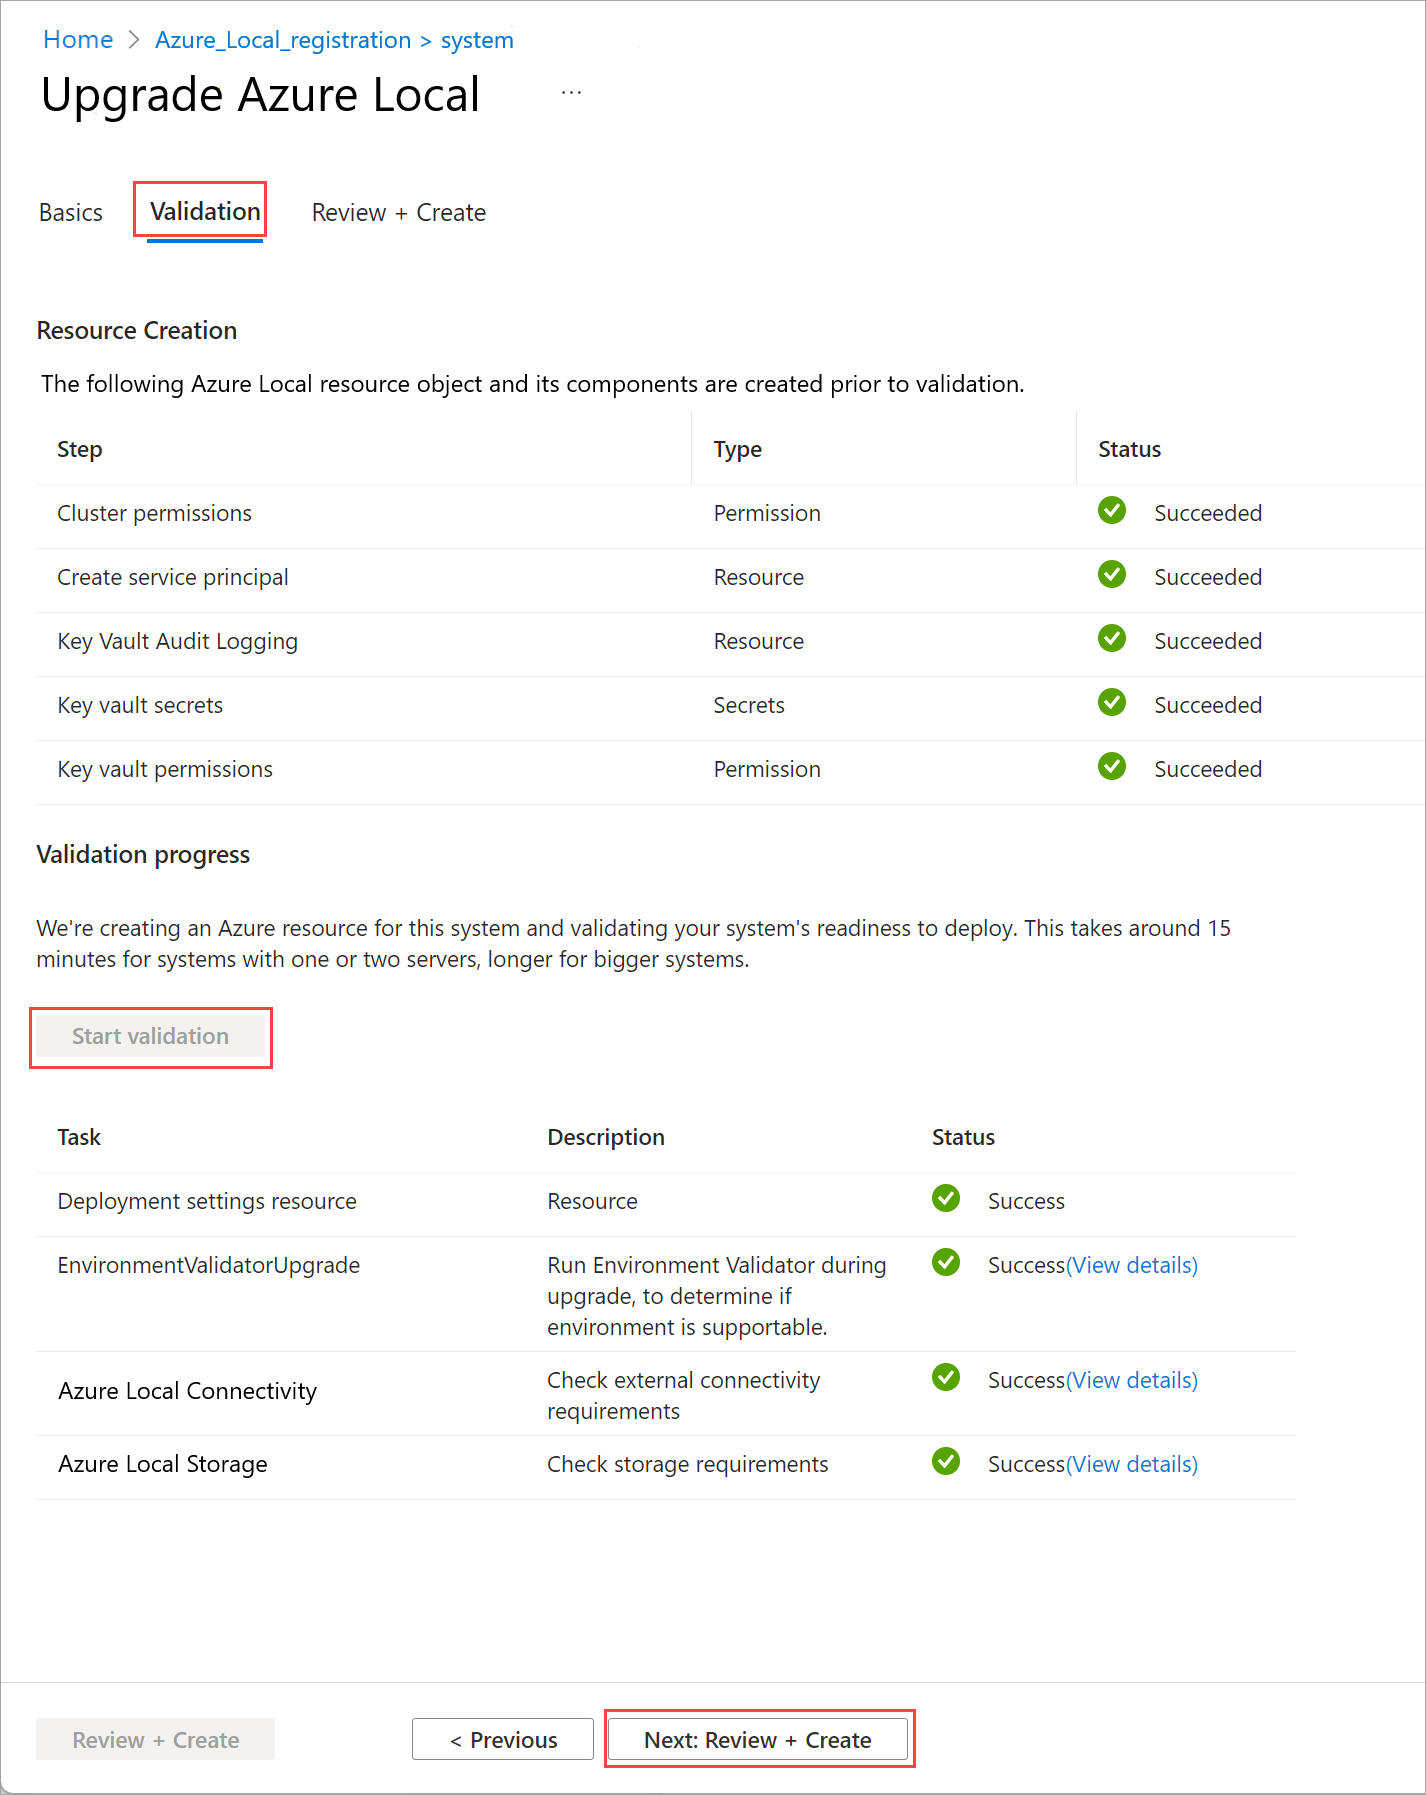 Home > Azure_Local_registration > system
Upgrade Azure Local ...
Basics Validation Review + Create
Resource Creation
The following Azure Local resource object and its components are created prior to validation.
Step Type Status
Cluster permissions Permission Succeeded
Create service principal Resource Succeeded
Key Vault Audit Logging Resource Succeeded
Key vault secrets Secrets Succeeded
Key vault permissions Permission Succeeded
Validation progress
We're creating an Azure resource for this system and validating your system's readiness to deploy. This takes around 15
minutes for systems with one or two servers, longer for bigger systems.
Start validation
Task Description Status
Deployment settings resource Resource Success
EnvironmentValidatorUpgrade Run Environment Validator during Success(View details)
upgrade, to determine if
environment is supportable.
Azure Local Connectivity Check external connectivity Success(View details)
requirements
Azure Local Storage Check storage requirements Success(View details)
Review + Create < Previous Next: Review + Create